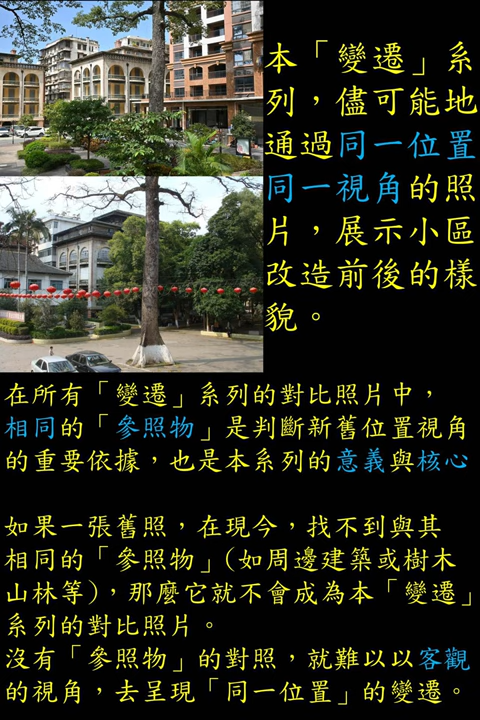 本「變遷」系
列，儘可能地
通過同一位置
同一視角的照
片，展示小區
改造前後的樣
貌。
在所有「變遷」系列的對比照片中，
相同的「參照物」是判斷新舊位置視角
的重要依據，也是本系列的意義與核心
如果一張舊照，在現今，找不到與其
相同的「參照物」(如周邊建築或樹木
山林等)，那麼它就不會成為本「變遷」
系列的對比照片。
沒有「參照物」的對照，就難以以客觀
的視角，去呈現「同一位置」的變遷。